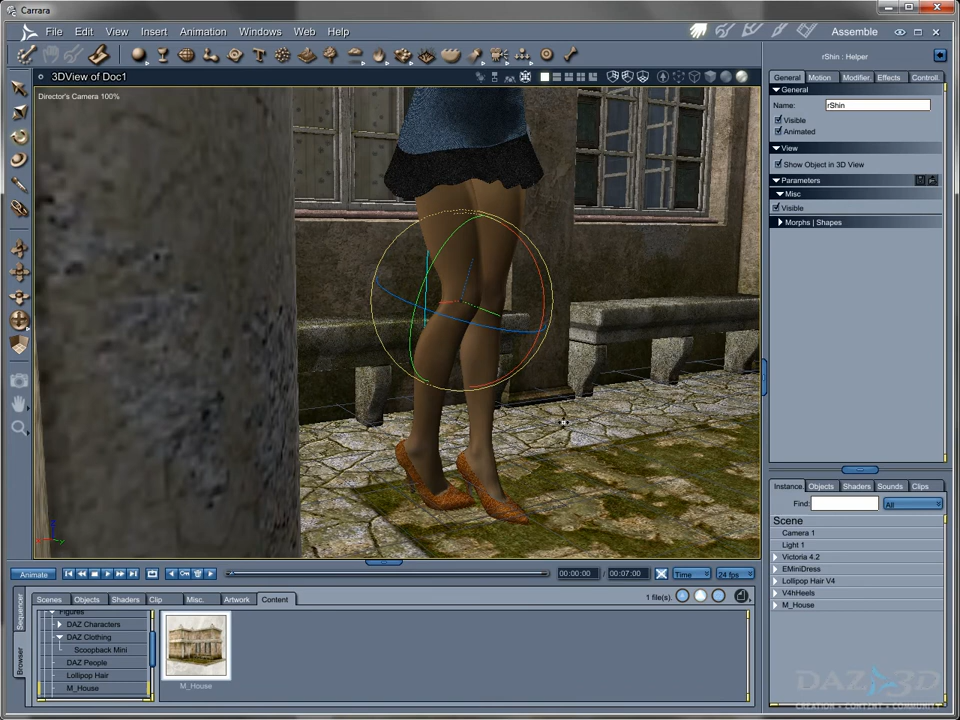 Carrara
File Edit View Insert Animation Windows Web Help
Assemble
3DView of Doc1
Director's Camera 100%
rShin : Helper
General Motion Modifier Effects Controll.
General
Name: rShin
Visible
Animated
View
Show Object in 3D View
Parameters
Misc
Visible
Morphs | Shapes
Instance. Objects Shaders Sounds Clips
Find: All
Scene
Camera 1
Light 1
Victoria 4.2
EMiniDress
Lollipop Hair V4
V4hHeels
M_House
Animate 00:00:00 / 00:07:00 Time 24 fps
Sequencer
Browser
Scenes Objects Shaders Clip Misc. Artwork Content
1 file(s).
Figures
DAZ Characters
DAZ Clothing
Scoopback Mini
DAZ People
Lollipop Hair
M_House
M_House
DAZ 3D
CREATION • CONTENT • COMMUNITY